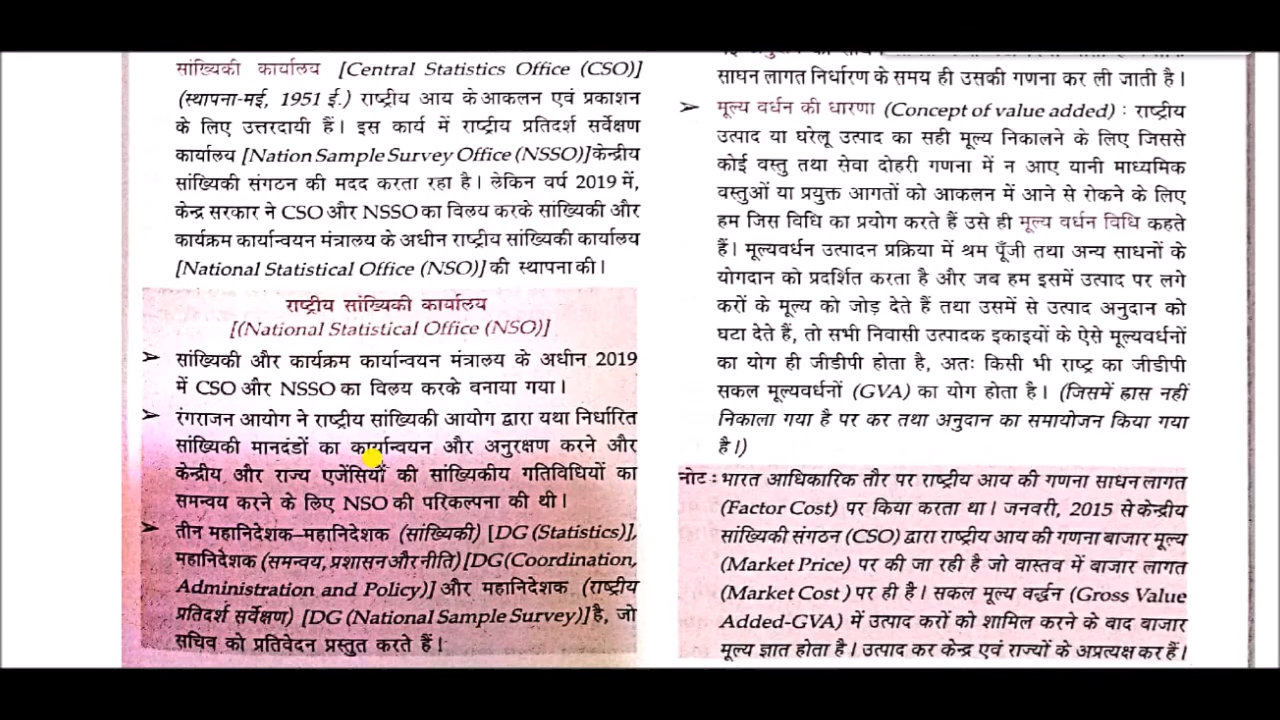 सांख्यिकी कार्यालय [Central Statistics Office (CSO)]
(स्थापना-मई, 1951 ई.) राष्ट्रीय आय के आकलन एवं प्रकाशन
के लिए उत्तरदायी हैं। इस कार्य में राष्ट्रीय प्रतिदर्श सर्वेक्षण
कार्यालय [Nation Sample Survey Office (NSSO)] केन्द्रीय
सांख्यिकी संगठन की मदद करता रहा है। लेकिन वर्ष 2019 में,
केन्द्र सरकार ने CSO और NSSO का विलय करके सांख्यिकी और
कार्यक्रम कार्यान्वयन मंत्रालय के अधीन राष्ट्रीय सांख्यिकी कार्यालय
[National Statistical Office (NSO)] की स्थापना की।
राष्ट्रीय सांख्यिकी कार्यालय
[(National Statistical Office (NSO)]
➢ सांख्यिकी और कार्यक्रम कार्यान्वयन मंत्रालय के अधीन 2019
में CSO और NSSO का विलय करके बनाया गया।
➢ रंगराजन आयोग ने राष्ट्रीय सांख्यिकी आयोग द्वारा यथा निर्धारित
सांख्यिकी मानदंडों का कार्यान्वयन और अनुरक्षण करने और
केन्द्रीय और राज्य एजेंसियों की सांख्यिकीय गतिविधियों का
समन्वय करने के लिए NSO की परिकल्पना की थी।
➢ तीन महानिदेशक–महानिदेशक (सांख्यिकी) [DG (Statistics)],
महानिदेशक (समन्वय, प्रशासन और नीति) [DG (Coordination,
Administration and Policy)] और महानिदेशक (राष्ट्रीय
प्रतिदर्श सर्वेक्षण) [DG (National Sample Survey)] है, जो
सचिव को प्रतिवेदन प्रस्तुत करते हैं।
साधन लागत निर्धारण के समय ही उसकी गणना कर ली जाती है।
➢ मूल्य वर्धन की धारणा (Concept of value added) : राष्ट्रीय
उत्पाद या घरेलू उत्पाद का सही मूल्य निकालने के लिए जिससे
कोई वस्तु तथा सेवा दोहरी गणना में न आए यानी माध्यमिक
वस्तुओं या प्रयुक्त आगतों को आकलन में आने से रोकने के लिए
हम जिस विधि का प्रयोग करते हैं उसे ही मूल्य वर्धन विधि कहते
हैं। मूल्यवर्धन उत्पादन प्रक्रिया में श्रम पूँजी तथा अन्य साधनों के
योगदान को प्रदर्शित करता है और जब हम इसमें उत्पाद पर लगे
करों के मूल्य को जोड़ देते हैं तथा उसमें से उत्पाद अनुदान को
घटा देते हैं, तो सभी निवासी उत्पादक इकाइयों के ऐसे मूल्यवर्धनों
का योग ही जीडीपी होता है, अतः किसी भी राष्ट्र का जीडीपी
सकल मूल्यवर्धनों (GVA) का योग होता है। (जिसमें ह्रास नहीं
निकाला गया है पर कर तथा अनुदान का समायोजन किया गया
है।)
नोट : भारत आधिकारिक तौर पर राष्ट्रीय आय की गणना साधन लागत
(Factor Cost) पर किया करता था। जनवरी, 2015 से केन्द्रीय
सांख्यिकी संगठन (CSO) द्वारा राष्ट्रीय आय की गणना बाजार मूल्य
(Market Price) पर की जा रही है जो वास्तव में बाजार लागत
(Market Cost) पर ही है। सकल मूल्य वर्द्धन (Gross Value
Added-GVA) में उत्पाद करों को शामिल करने के बाद बाजार
मूल्य ज्ञात होता है। उत्पाद कर केन्द्र एवं राज्यों के अप्रत्यक्ष कर हैं।